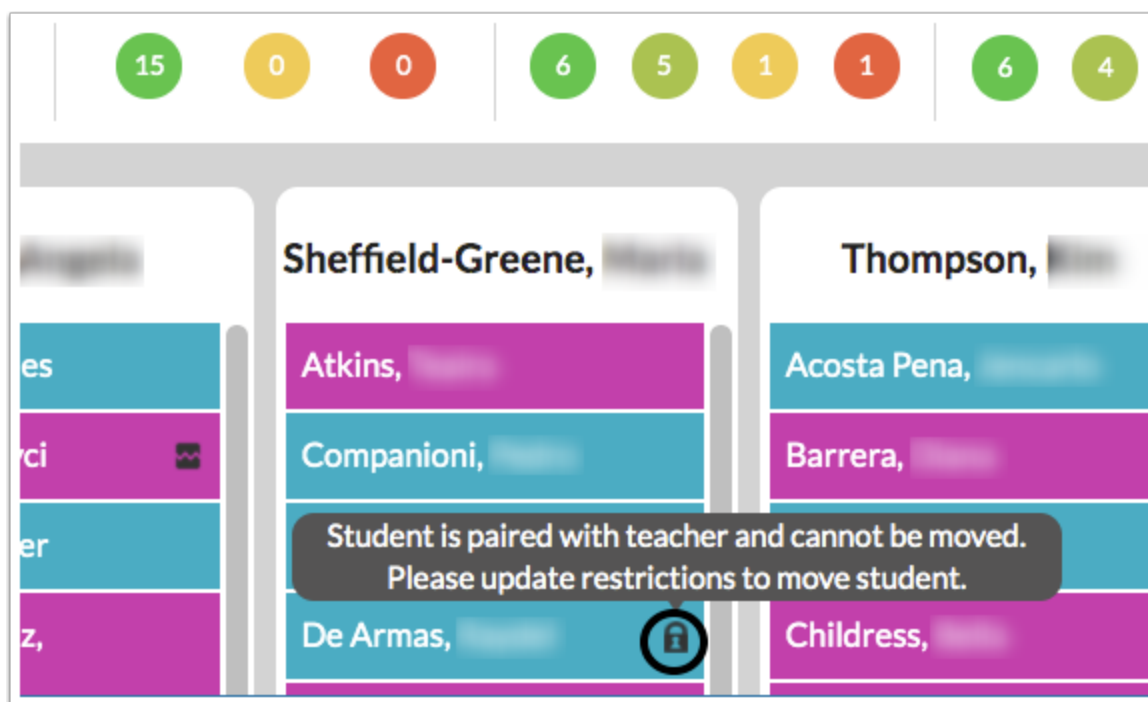 15 0 0 6 5 1 1 6 4
Sheffield-Greene,
Thompson,
es
Atkins,
Acosta Pena,
ci
Companioni,
Barrera,
er
Student is paired with teacher and cannot be moved.
Please update restrictions to move student.
z,
De Armas,
Childress,